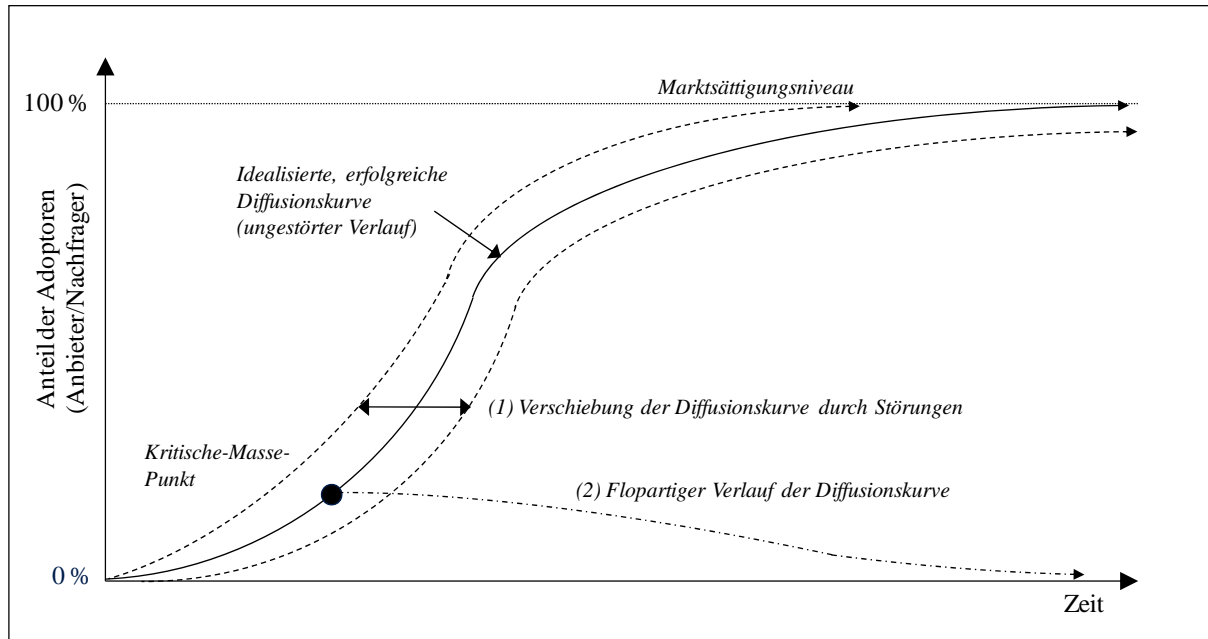 Marktsättigungsniveau
100 %
Idealisierte, erfolgreiche
Diffusionskurve
(ungestörter Verlauf)
Anteil der Adoptoren
(Anbieter/Nachfrager)
(1) Verschiebung der Diffusionskurve durch Störungen
Kritische-Masse-
Punkt
(2) Flopartiger Verlauf der Diffusionskurve
0 %
Zeit